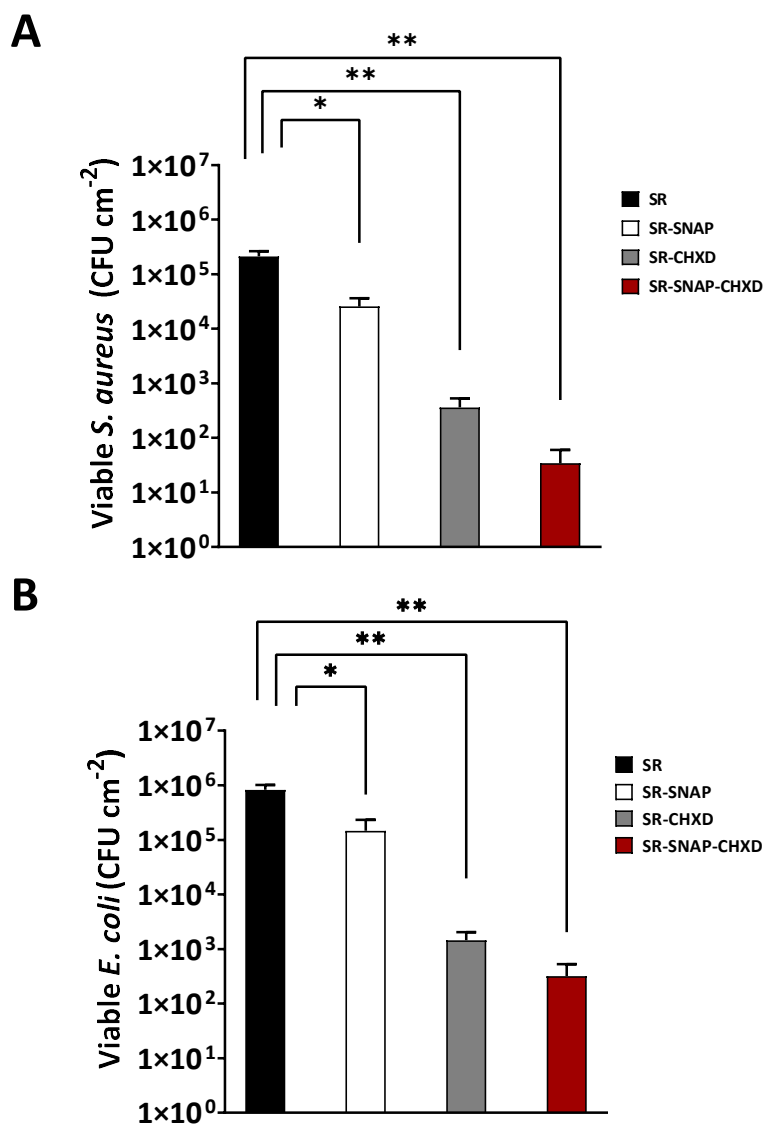 A
**
**
*
Viable S. aureus (CFU cm⁻²)
1×10⁷
1×10⁶
1×10⁵
1×10⁴
1×10³
1×10²
1×10¹
1×10⁰
SR
SR-SNAP
SR-CHXD
SR-SNAP-CHXD
B
**
**
*
Viable E. coli (CFU cm⁻²)
1×10⁷
1×10⁶
1×10⁵
1×10⁴
1×10³
1×10²
1×10¹
1×10⁰
SR
SR-SNAP
SR-CHXD
SR-SNAP-CHXD